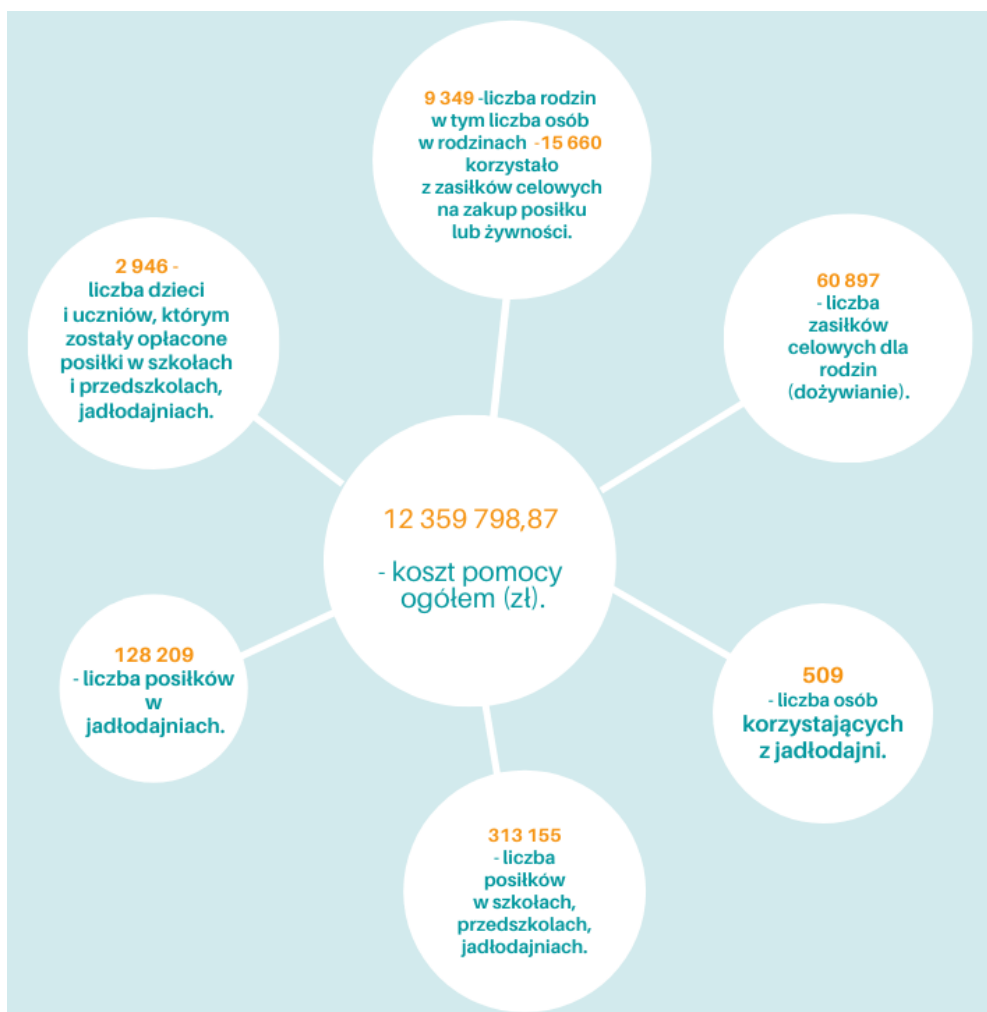 9 349 -liczba rodzin
w tym liczba osób
w rodzinach -15 660
korzystało
z zasiłków celowych
na zakup posiłku
lub żywności.
2 946 -
liczba dzieci
i uczniów, którym
zostały opłacone
posiłki w szkołach
i przedszkolach,
jadłodajniach.
60 897
- liczba
zasiłków
celowych dla
rodzin
(dożywianie).
12 359 798,87
- koszt pomocy
ogółem (zł).
128 209
- liczba posiłków
w
jadłodajniach.
509
- liczba osób
korzystających
z jadłodajni.
313 155
- liczba
posiłków
w szkołach,
przedszkolach,
jadłodajniach.